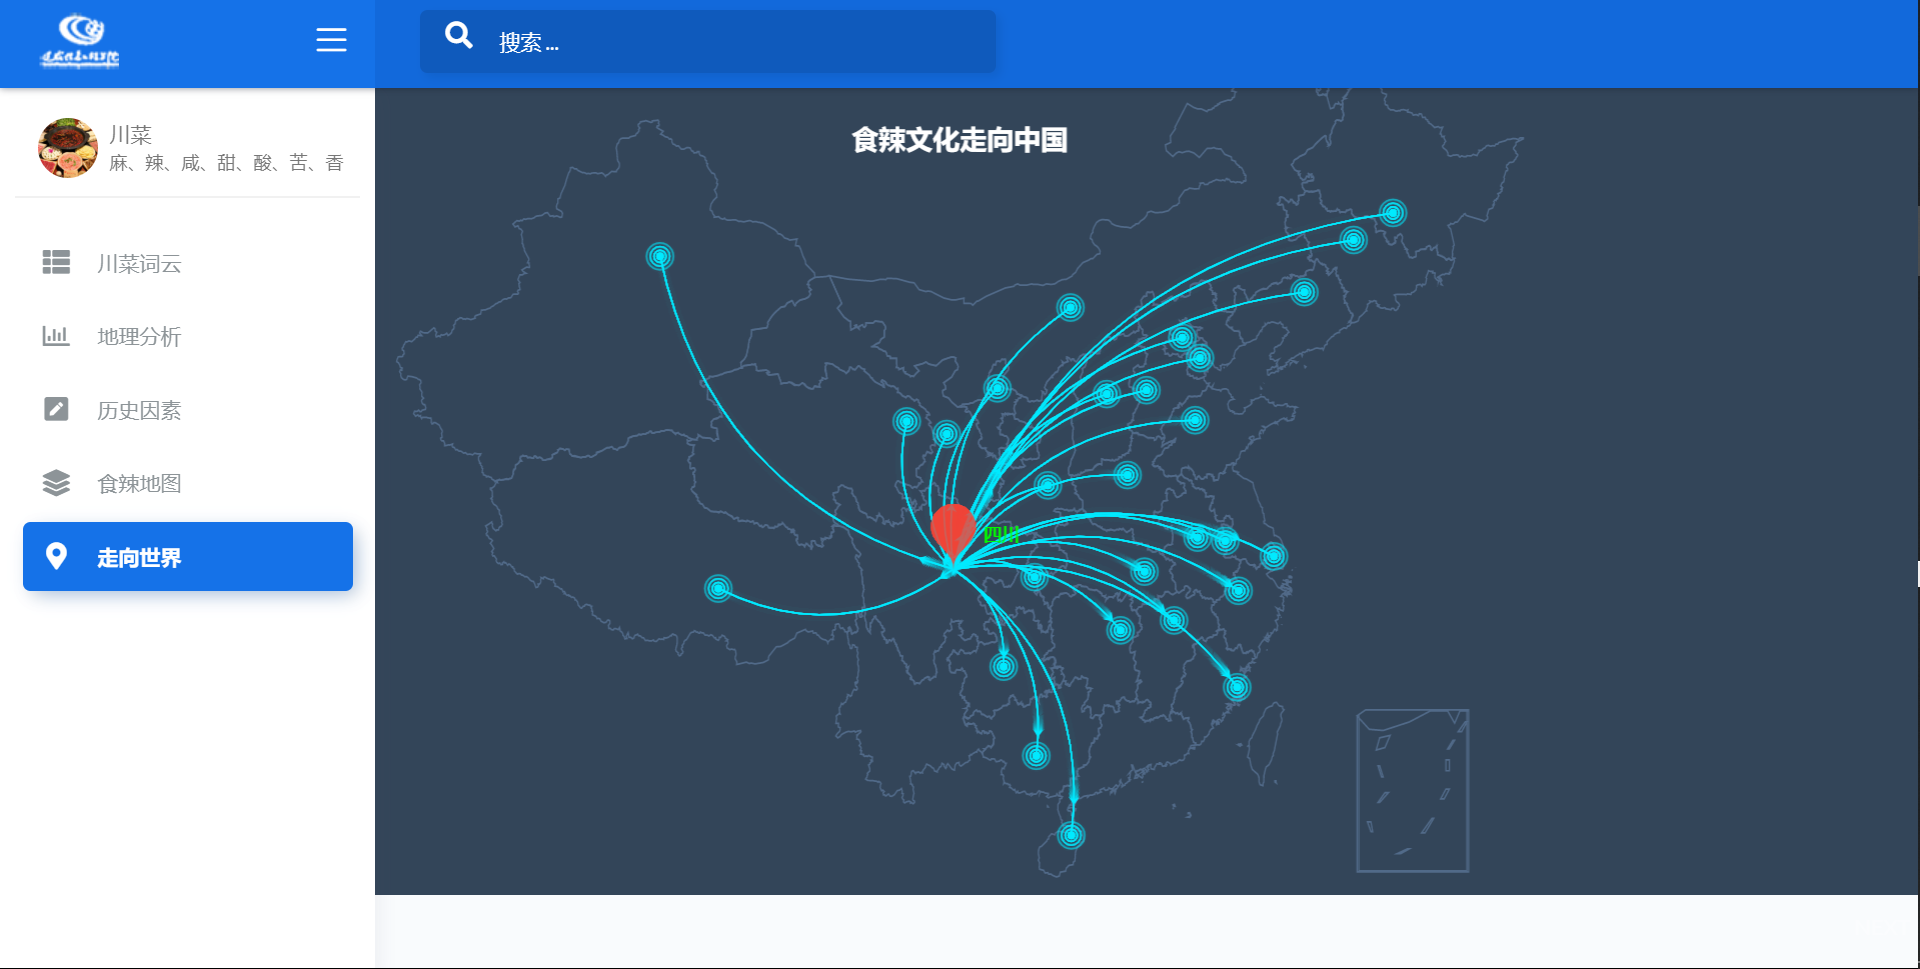 搜索...
川菜
麻、辣、咸、甜、酸、苦、香
川菜词云
地理分析
历史因素
食辣地图
走向世界
食辣文化走向中国
四川